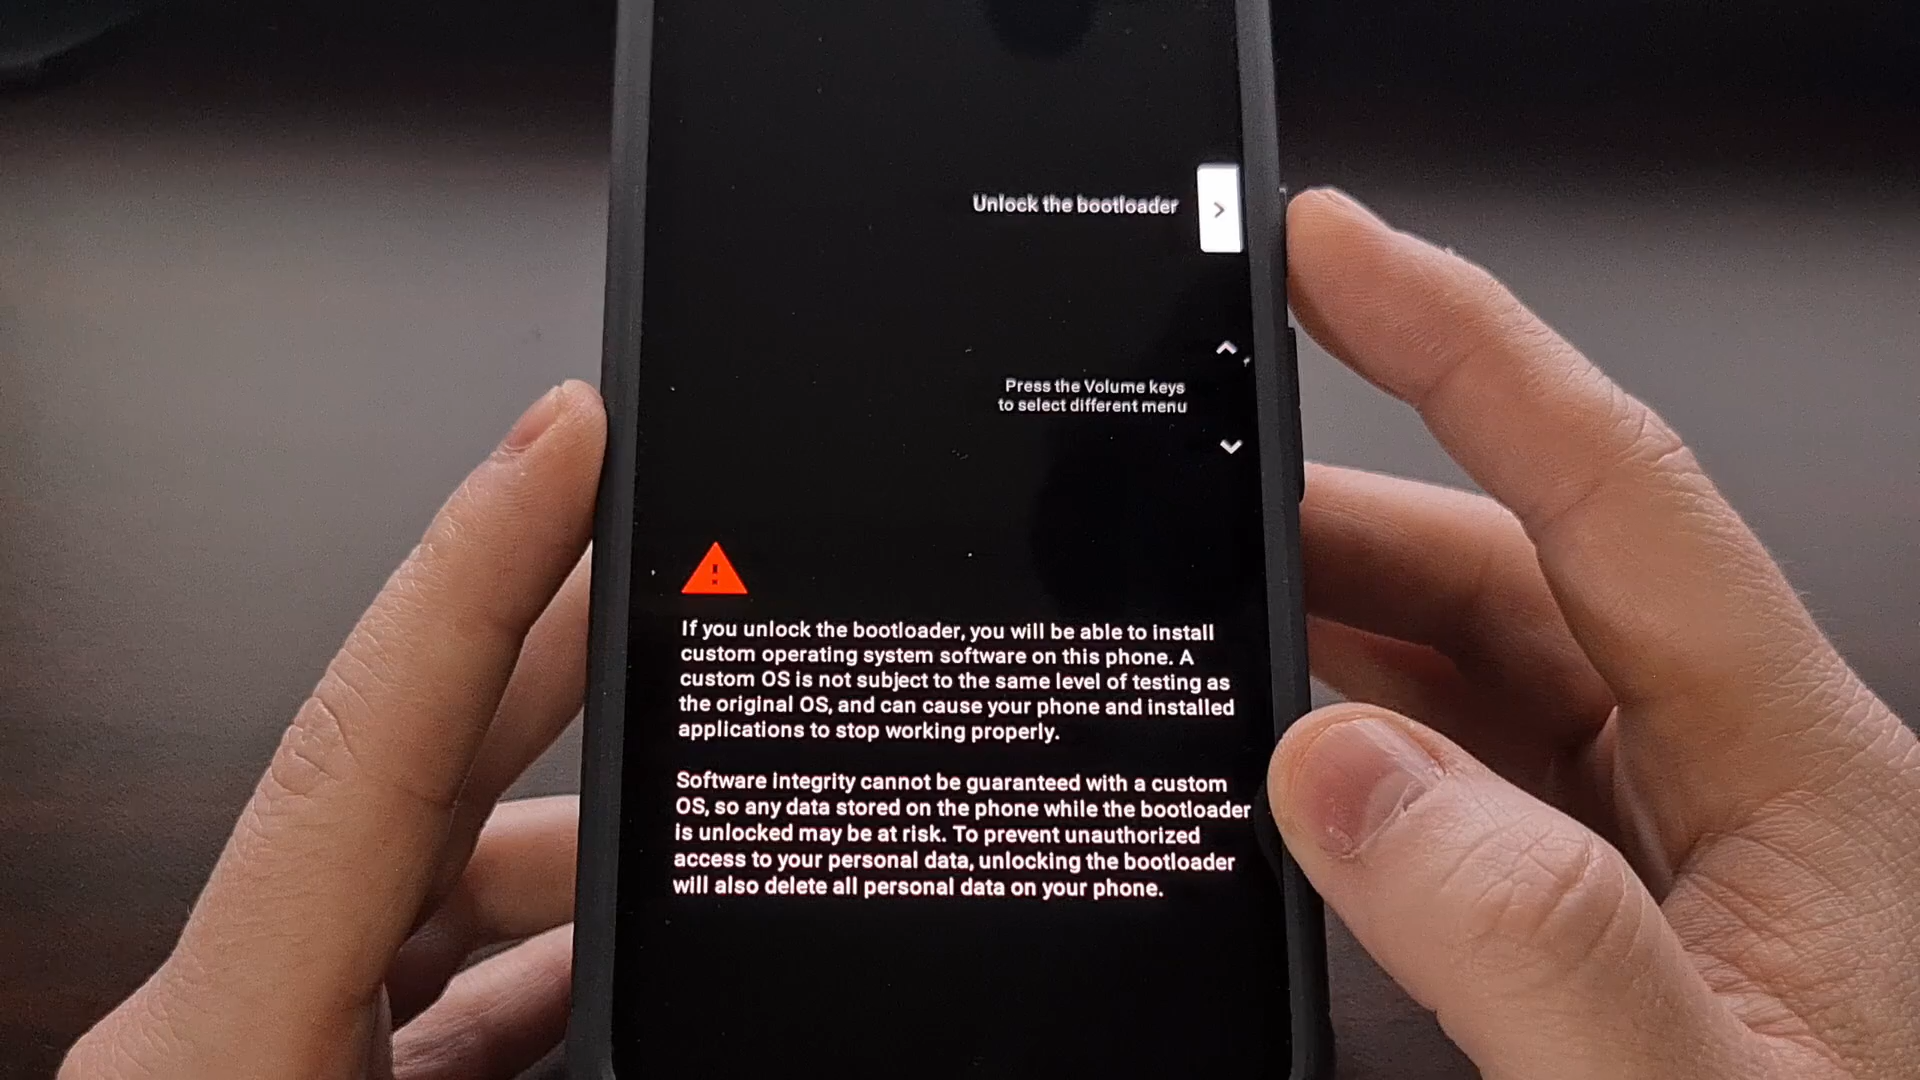 Unlock the bootloader
Press the Volume keys
to select different menu
If you unlock the bootloader, you will be able to install
custom operating system software on this phone. A
custom OS is not subject to the same level of testing as
the original OS, and can cause your phone and installed
applications to stop working properly.
Software integrity cannot be guaranteed with a custom
OS, so any data stored on the phone while the bootloader
is unlocked may be at risk. To prevent unauthorized
access to your personal data, unlocking the bootloader
will also delete all personal data on your phone.